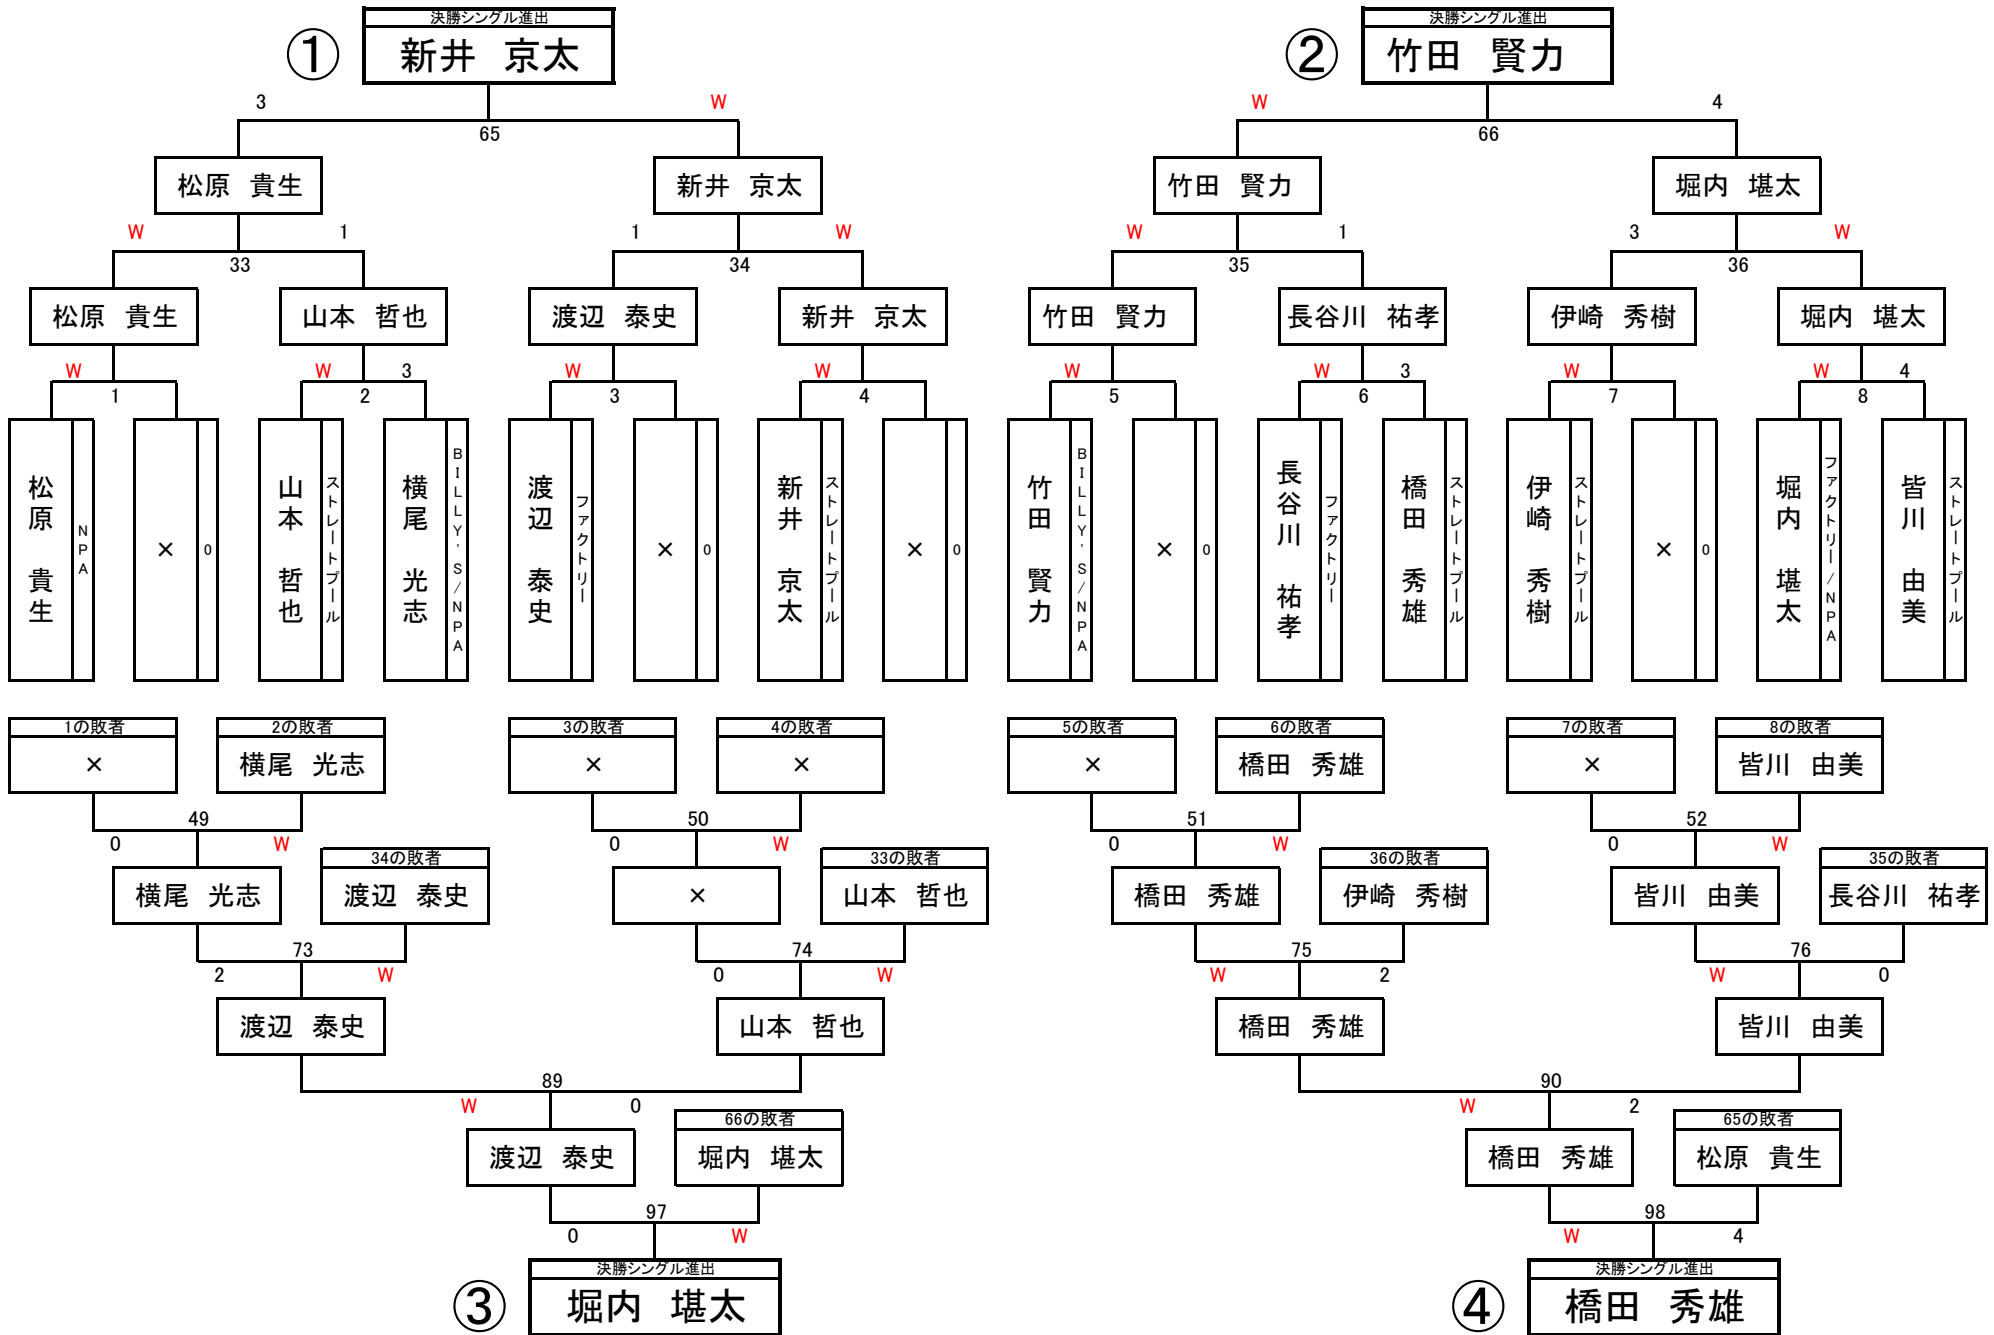 決勝シングル進出 決勝シングル進出
① 新井 京太 ② 竹田 賢力
3 W W 4
65 66
松原 貴生 新井 京太 竹田 賢力 堀内 堪太
W 1 1 W W 1 3 W
33 34 35 36
松原 貴生 山本 哲也 渡辺 泰史 新井 京太 竹田 賢力 長谷川 祐孝 伊崎 秀樹 堀内 堪太
W W 3 W W W W 3 W W 4
1 2 3 4 5 6 7 8
松原 貴生
NPA
×
0
山本 哲也
ストレートプール
横尾 光志
BILLY'S/NPA
渡辺 泰史
ファクトリー
×
0
新井 京太
ストレートプール
×
0
竹田 賢力
BILLY'S/NPA
×
0
長谷川 祐孝
ファクトリー
橋田 秀雄
ストレートプール
伊崎 秀樹
ストレートプール
×
0
堀内 堪太
ファクトリー/NPA
皆川 由美
ストレートプール
1の敗者 2の敗者 3の敗者 4の敗者 5の敗者 6の敗者 7の敗者 8の敗者
× 横尾 光志 × × × 橋田 秀雄 × 皆川 由美
49 50 51 52
0 W 0 W 0 W 0 W
34の敗者 33の敗者 36の敗者 35の敗者
横尾 光志 渡辺 泰史 × 山本 哲也 橋田 秀雄 伊崎 秀樹 皆川 由美 長谷川 祐孝
73 74 75 76
2 W 0 W W 2 W 0
渡辺 泰史 山本 哲也 橋田 秀雄 皆川 由美
89 90
W 0 W 2
66の敗者 65の敗者
渡辺 泰史 堀内 堪太 橋田 秀雄 松原 貴生
97 98
0 W W 4
決勝シングル進出 決勝シングル進出
③ 堀内 堪太 ④ 橋田 秀雄